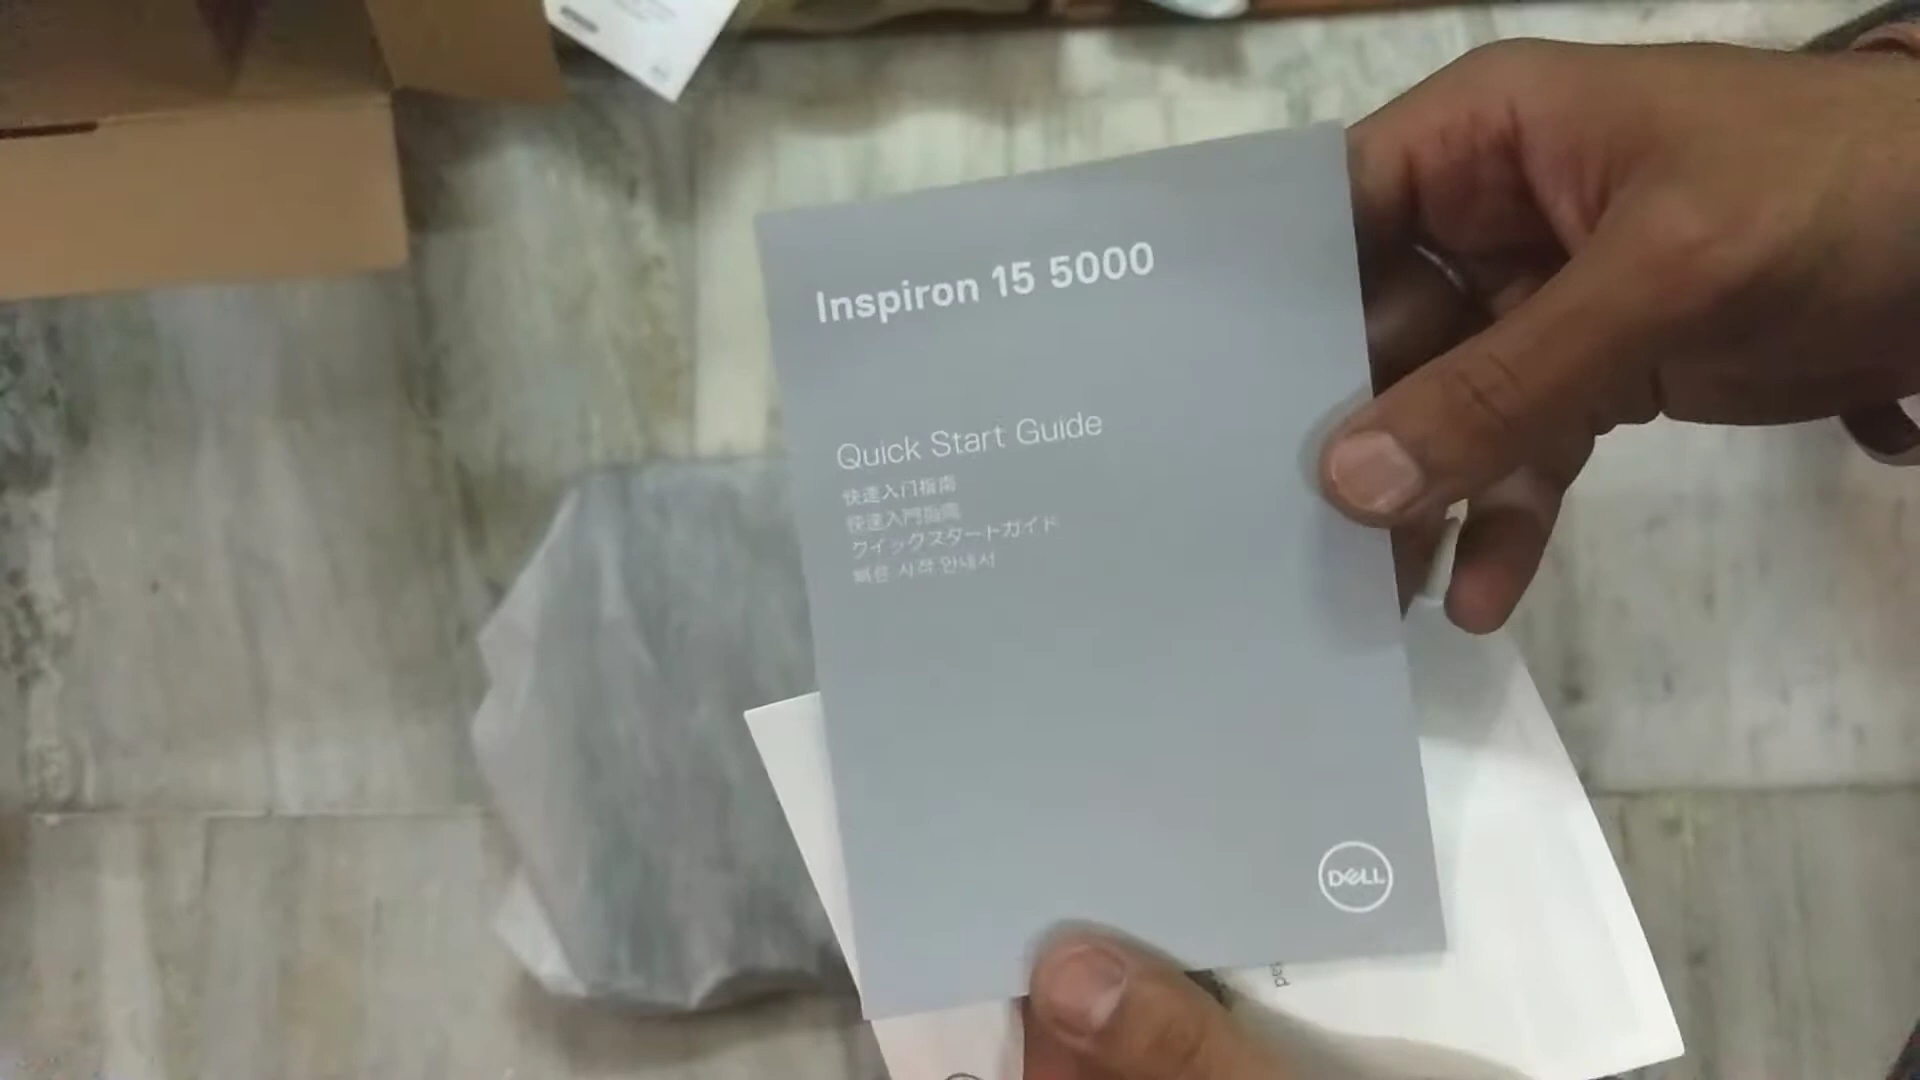 Inspiron 15 5000
Quick Start Guide
快速入门指南
快速入門指南
クイックスタートガイド
빠른 시작 안내서
DELL